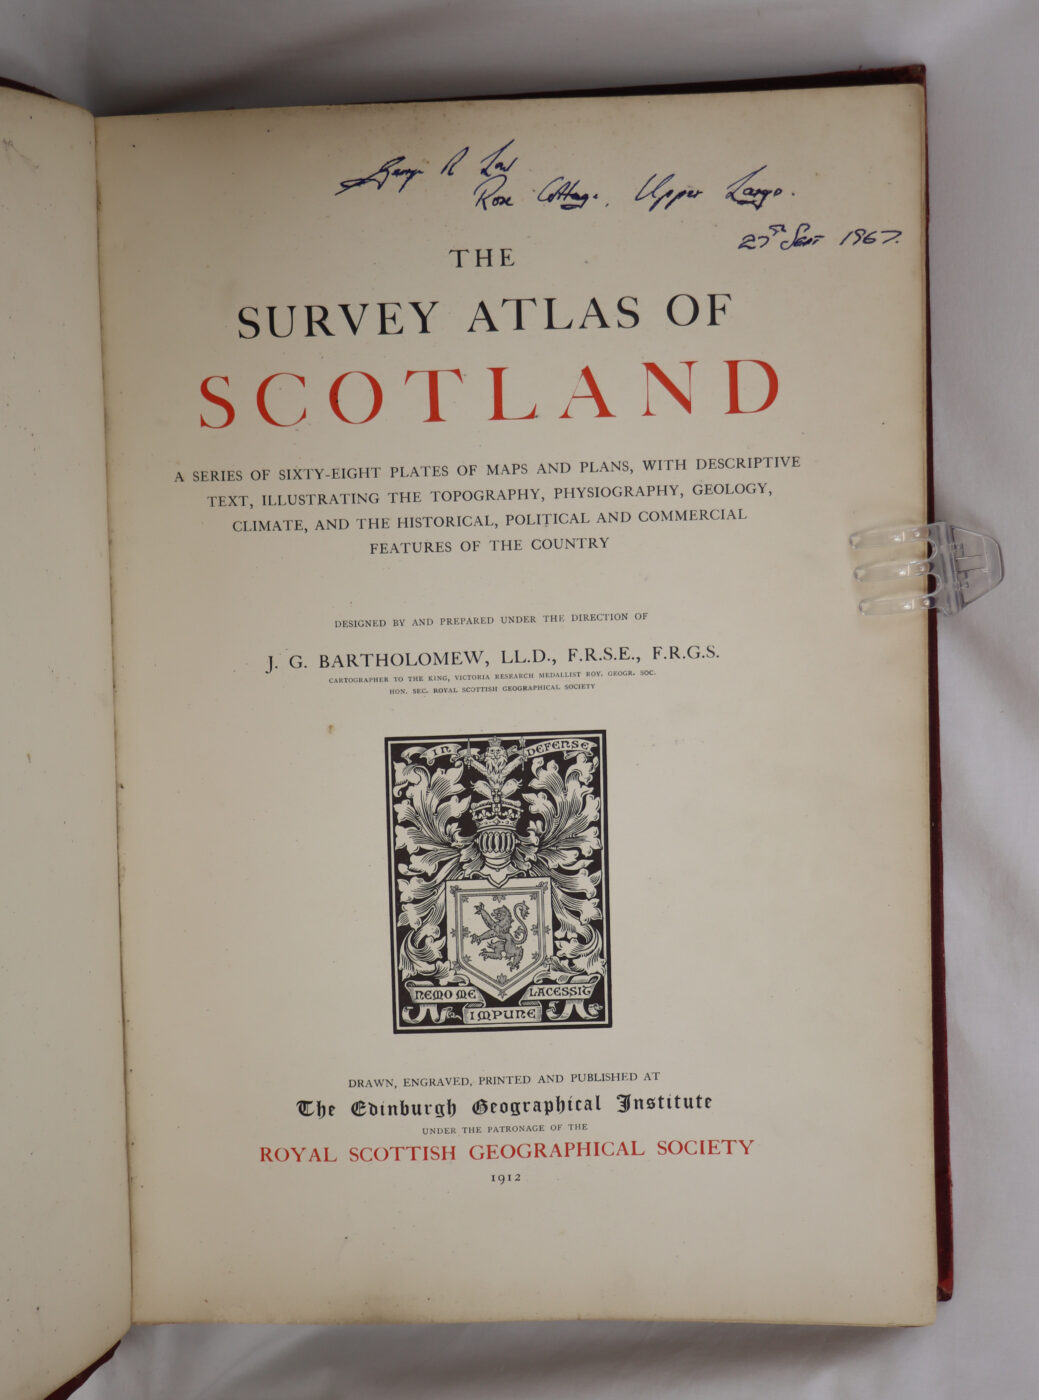 George R Law
Rose Cottage, Upper Largo.
27th Sept 1967.
THE
SURVEY ATLAS OF
SCOTLAND
A SERIES OF SIXTY-EIGHT PLATES OF MAPS AND PLANS, WITH DESCRIPTIVE
TEXT, ILLUSTRATING THE TOPOGRAPHY, PHYSIOGRAPHY, GEOLOGY,
CLIMATE, AND THE HISTORICAL, POLITICAL AND COMMERCIAL
FEATURES OF THE COUNTRY
DESIGNED BY AND PREPARED UNDER THE DIRECTION OF
J. G. BARTHOLOMEW, LL.D., F.R.S.E., F.R.G.S.
CARTOGRAPHER TO THE KING, VICTORIA RESEARCH MEDALLIST ROY. GEOGR. SOC.
HON. SEC. ROYAL SCOTTISH GEOGRAPHICAL SOCIETY
IN DEFENSE
NEMO ME LACESSIT
IMPUNE
DRAWN, ENGRAVED, PRINTED AND PUBLISHED AT
The Edinburgh Geographical Institute
UNDER THE PATRONAGE OF THE
ROYAL SCOTTISH GEOGRAPHICAL SOCIETY
1912